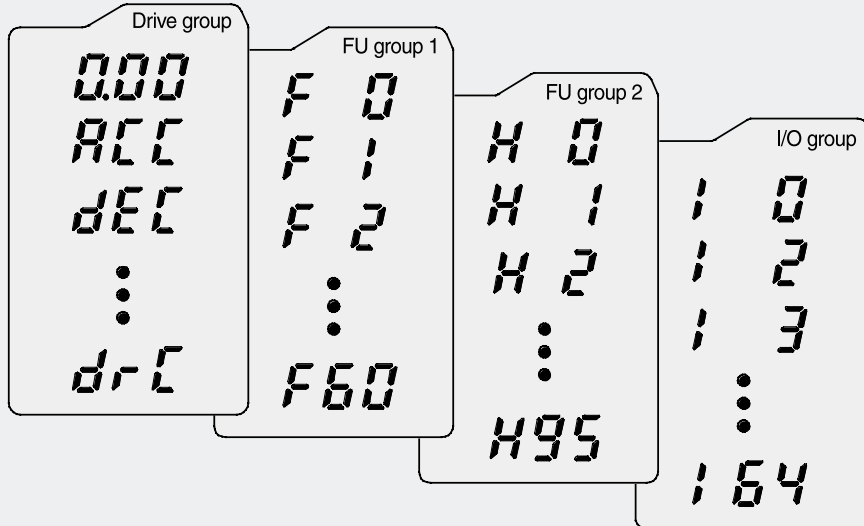 Drive group
0.00
ACC
dEC
drC
FU group 1
F 0
F 1
F 2
F60
FU group 2
H 0
H 1
H 2
H95
I/O group
I 0
I 2
I 3
I 64